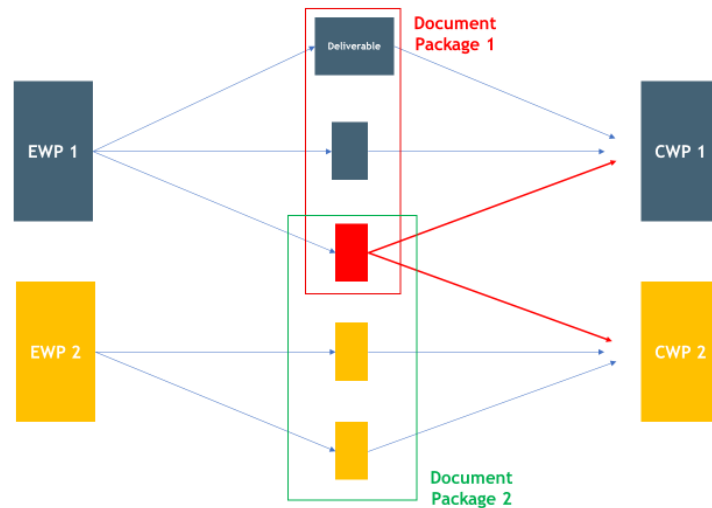 Deliverable
Document
Package 1
EWP 1
CWP 1
EWP 2
CWP 2
Document
Package 2